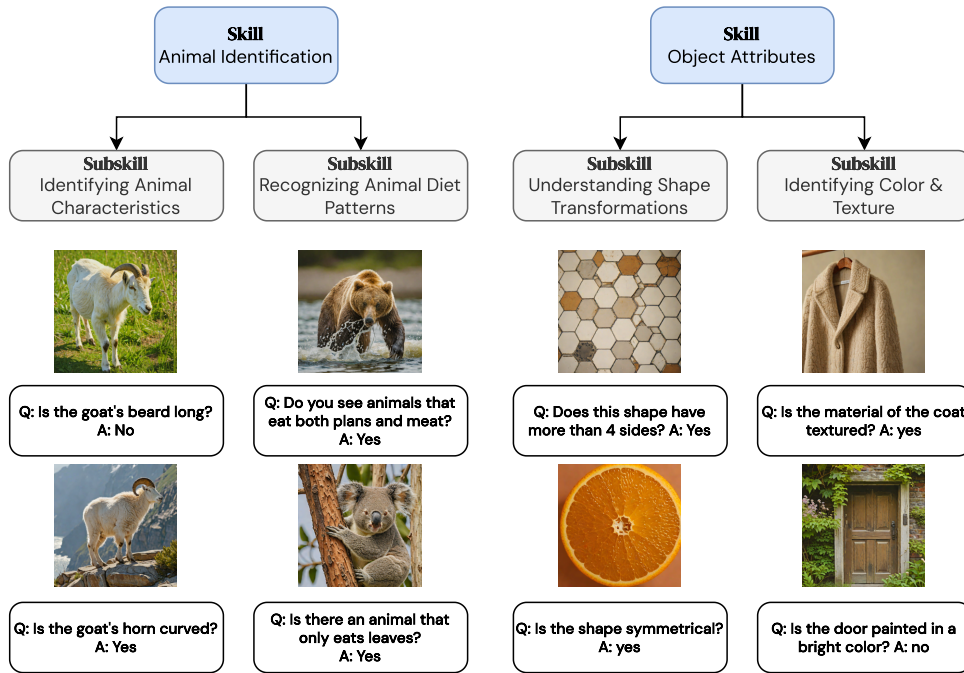 Skill
Animal Identification
Skill
Object Attributes
Subskill
Identifying Animal
Characteristics
Subskill
Recognizing Animal Diet
Patterns
Subskill
Understanding Shape
Transformations
Subskill
Identifying Color &
Texture
Q: Is the goat's beard long?
A: No
Q: Do you see animals that
eat both plans and meat?
A: Yes
Q: Does this shape have
more than 4 sides? A: Yes
Q: Is the material of the coat
textured? A: yes
Q: Is the goat's horn curved?
A: Yes
Q: Is there an animal that
only eats leaves?
A: Yes
Q: Is the shape symmetrical?
A: yes
Q: Is the door painted in a
bright color? A: no